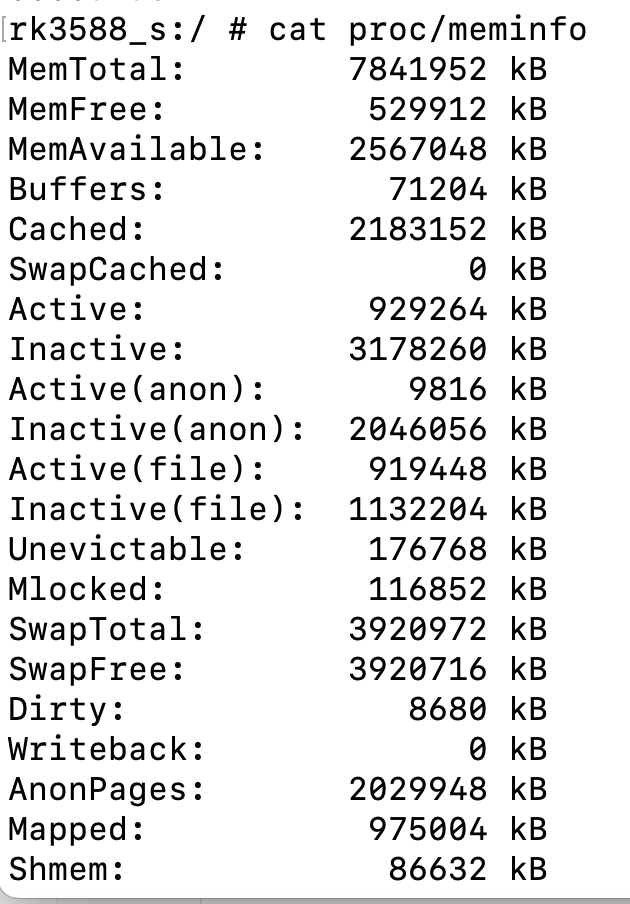 rk3588_s:/ # cat proc/meminfo
MemTotal: 7841952 kB
MemFree: 529912 kB
MemAvailable: 2567048 kB
Buffers: 71204 kB
Cached: 2183152 kB
SwapCached: 0 kB
Active: 929264 kB
Inactive: 3178260 kB
Active(anon): 9816 kB
Inactive(anon): 2046056 kB
Active(file): 919448 kB
Inactive(file): 1132204 kB
Unevictable: 176768 kB
Mlocked: 116852 kB
SwapTotal: 3920972 kB
SwapFree: 3920716 kB
Dirty: 8680 kB
Writeback: 0 kB
AnonPages: 2029948 kB
Mapped: 975004 kB
Shmem: 86632 kB